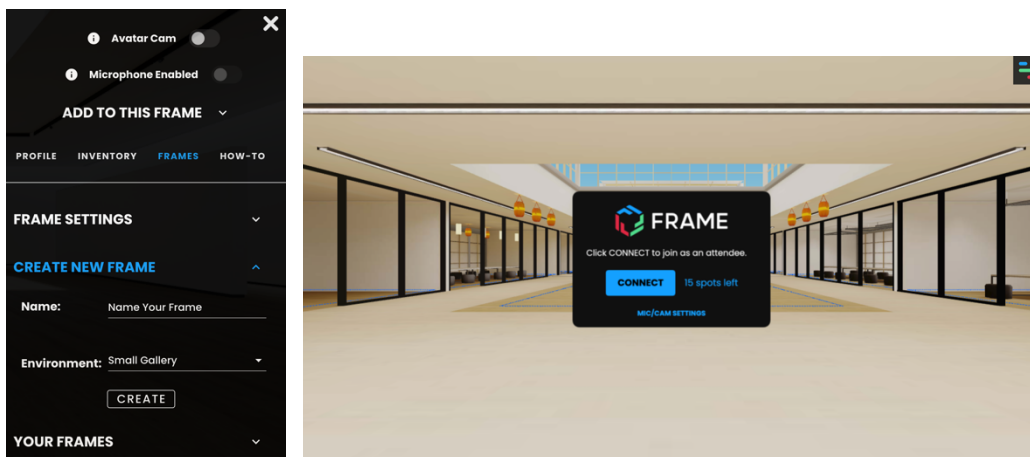 Avatar Cam
Microphone Enabled
ADD TO THIS FRAME
PROFILE INVENTORY FRAMES HOW-TO
FRAME SETTINGS
CREATE NEW FRAME
Name: Name Your Frame
Environment: Small Gallery
CREATE
YOUR FRAMES
FRAME
Click CONNECT to join as an attendee.
CONNECT 15 spots left
MIC/CAM SETTINGS